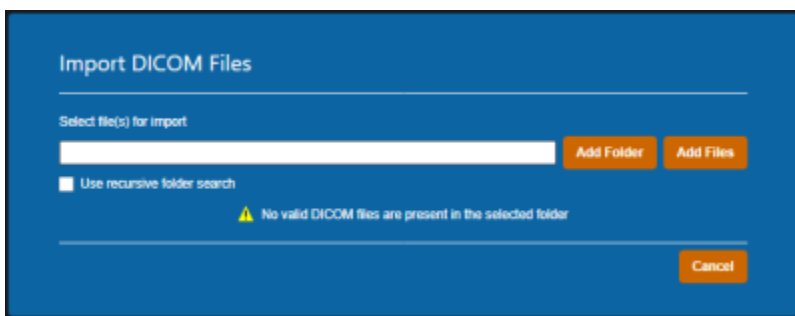 Import DICOM Files
Select file(s) for import
Add Folder Add Files
Use recursive folder search
No valid DICOM files are present in the selected folder
Cancel